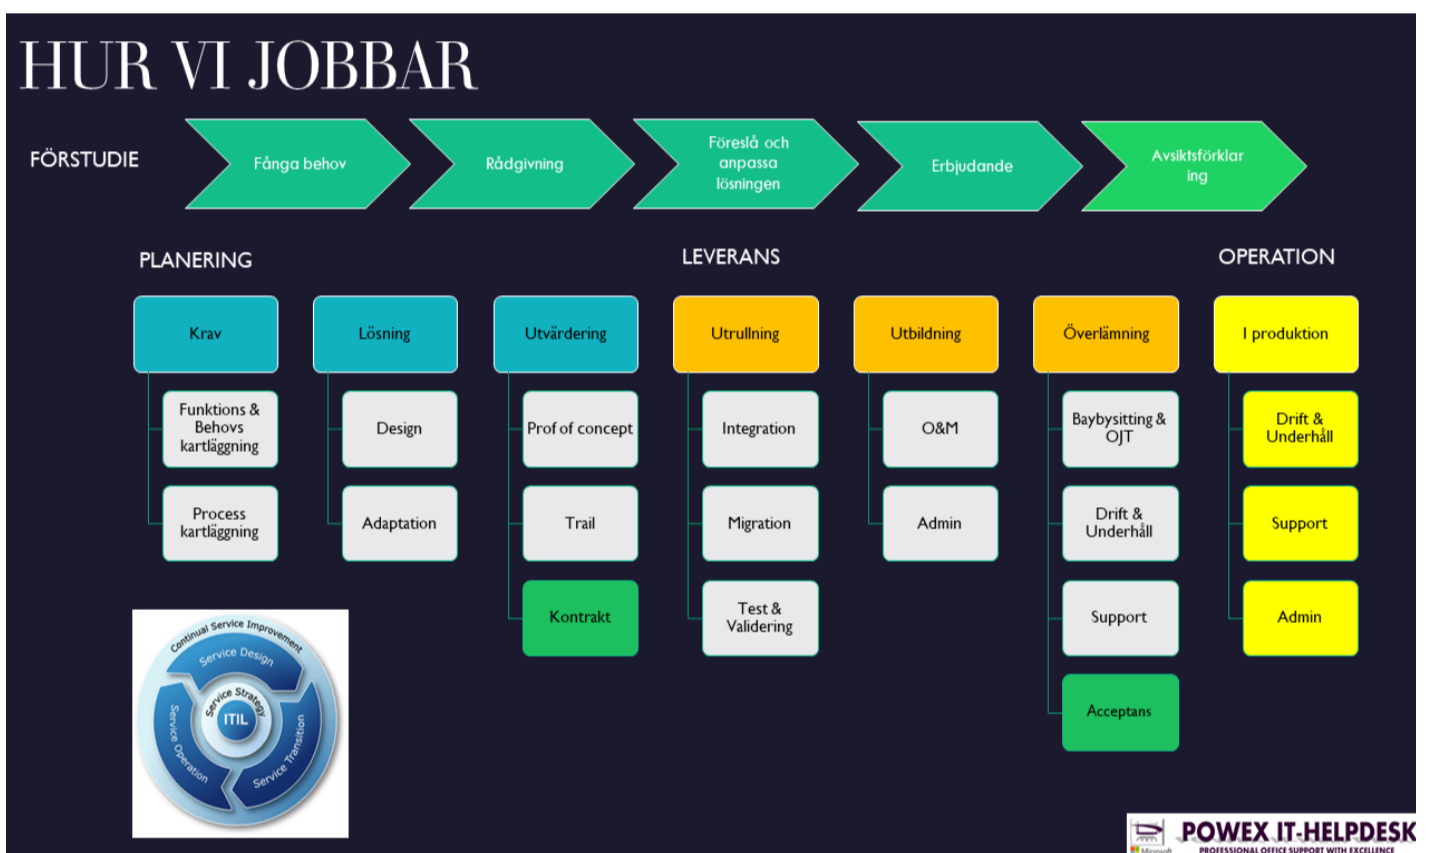 HUR VI JOBBAR
FÖRSTUDIE
Fånga behov
Rådgivning
Föreslå och
anpassa
lösningen
Erbjudande
Avsiktsförklar
ing
PLANERING
LEVERANS
OPERATION
Krav
Lösning
Utvärdering
Utrullning
Utbildning
Överlämning
I produktion
Funktions &
Behovs
kartläggning
Design
Prof of concept
Integration
O&M
Baybysitting &
OJT
Drift &
Underhåll
Process
kartläggning
Adaptation
Trail
Migration
Admin
Drift &
Underhåll
Support
Kontrakt
Test &
Validering
Support
Admin
Acceptans
Continual Service Improvement
Service Design
Service Strategy
ITIL
Service Operation
Service Transition
POWEX IT-HELPDESK
Microsoft
PROFESSIONAL OFFICE SUPPORT WITH EXCELLENCE